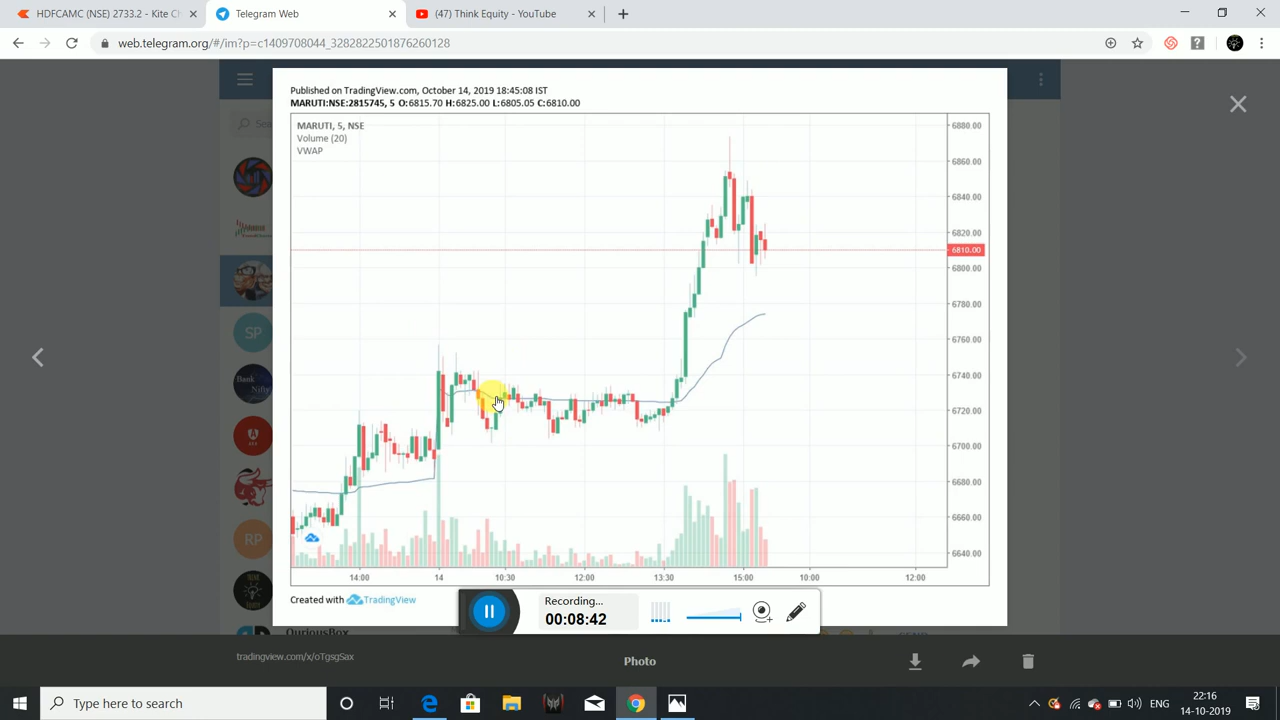 HDFCAMC (NSE) 2733.2 - Kite Cl
Telegram Web
(47) Think Equity - YouTube
web.telegram.org/#/im?p=c1409708044_3282822501876260128
Published on TradingView.com, October 14, 2019 18:45:08 IST
MARUTI:NSE:2815745, 5 O:6815.70 H:6825.00 L:6805.05 C:6810.00
MARUTI, 5, NSE
Volume (20)
VWAP
6880.00
6860.00
6840.00
6820.00
6810.00
6800.00
6780.00
6760.00
6740.00
6720.00
6700.00
6680.00
6660.00
6640.00
SP
RP
14:00 14 10:30 12:00 13:30 15:00 10:00 12:00
Created with TradingView
Recording...
00:08:42
QuriousBox
SEND
tradingview.com/x/oTgsgSax
Photo
Type here to search
ENG
22:16
14-10-2019